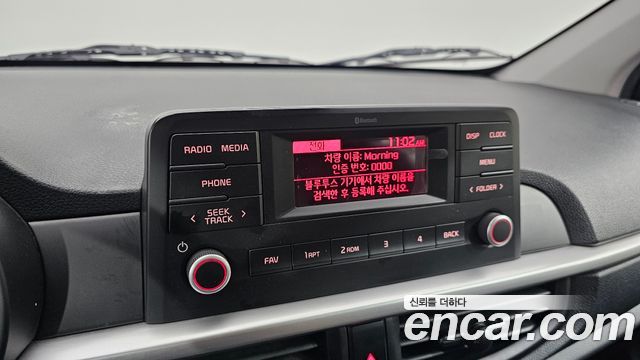 Bluetooth
RADIO MEDIA
PHONE
< SEEK >
TRACK
전화 11:02 AM
차량 이름: Morning
인증 번호: 0000
블루투스 기기에서 차량 이름을
검색한 후 등록해 주십시오.
DISP CLOCK
MENU
< FOLDER >
FAV 1 RPT 2 RDM 3 4 BACK
신뢰를 더하다
encar.com